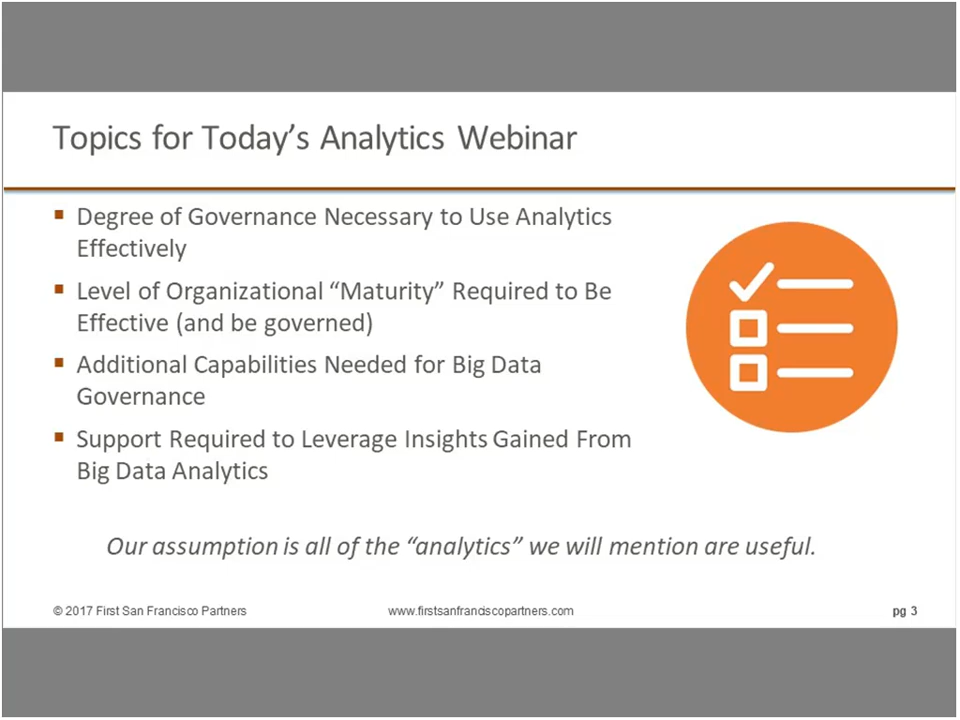 Topics for Today’s Analytics Webinar
Degree of Governance Necessary to Use Analytics
Effectively
Level of Organizational “Maturity” Required to Be
Effective (and be governed)
Additional Capabilities Needed for Big Data
Governance
Support Required to Leverage Insights Gained From
Big Data Analytics
Our assumption is all of the “analytics” we will mention are useful.
© 2017 First San Francisco Partners
www.firstsanfranciscopartners.com
pg 3